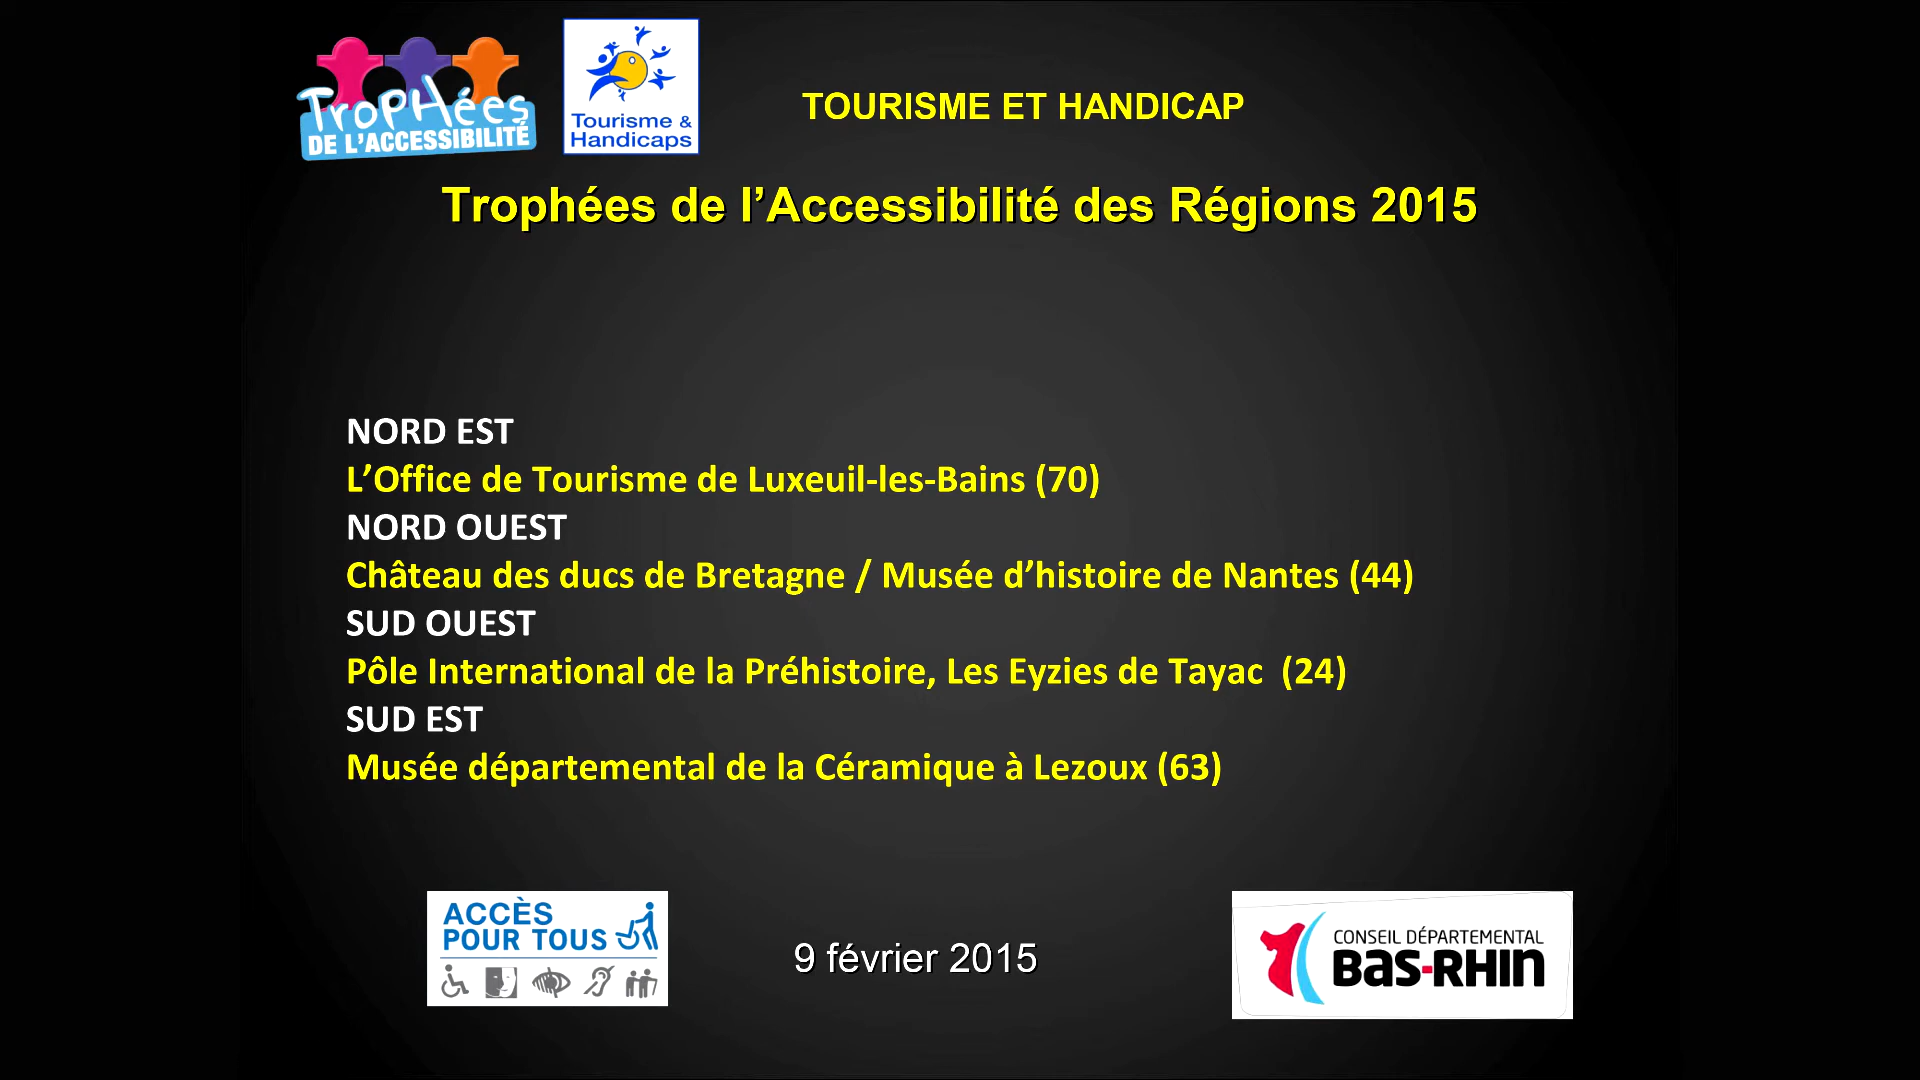 TropHées
DE L'ACCESSIBILITÉ
Tourisme &
Handicaps
TOURISME ET HANDICAP
Trophées de l’Accessibilité des Régions 2015
NORD EST
L’Office de Tourisme de Luxeuil-les-Bains (70)
NORD OUEST
Château des ducs de Bretagne / Musée d’histoire de Nantes (44)
SUD OUEST
Pôle International de la Préhistoire, Les Eyzies de Tayac  (24)
SUD EST
Musée départemental de la Céramique à Lezoux (63)
ACCÈS
POUR TOUS
9 février 2015
CONSEIL DÉPARTEMENTAL
BAS-RHIN